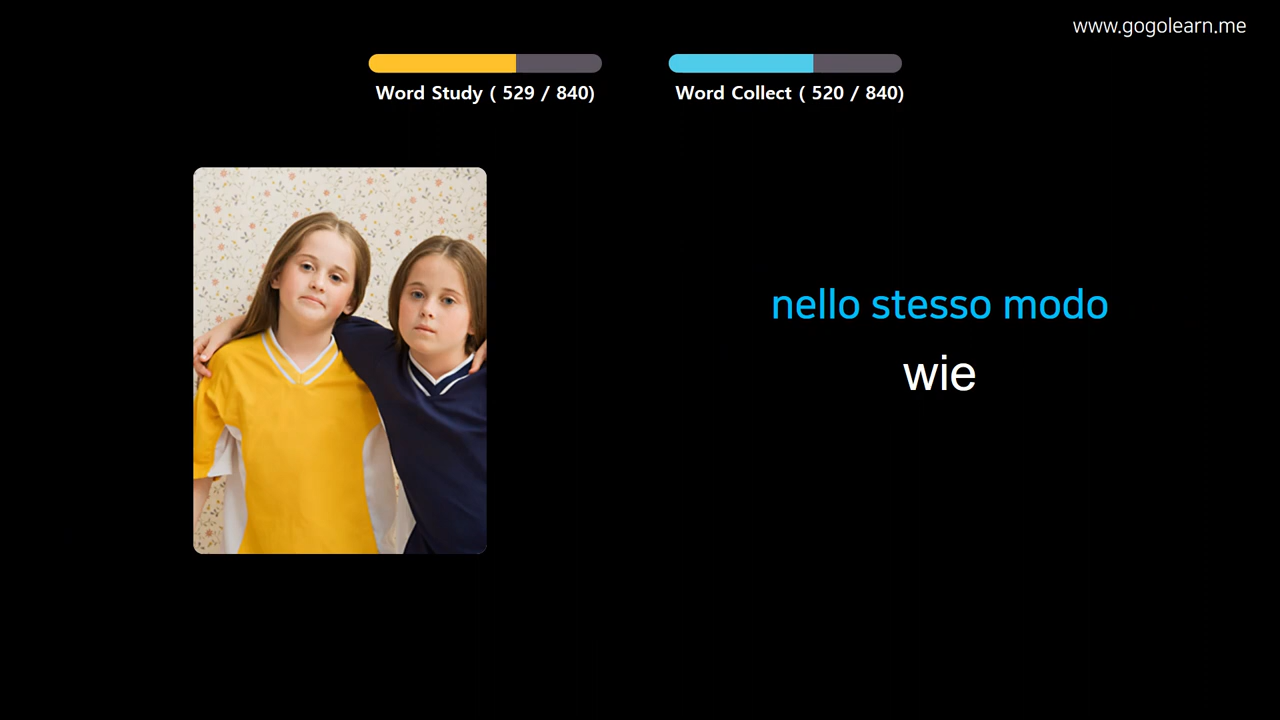 www.gogolearn.me
Word Study ( 529 / 840)
Word Collect ( 520 / 840)
nello stesso modo
wie